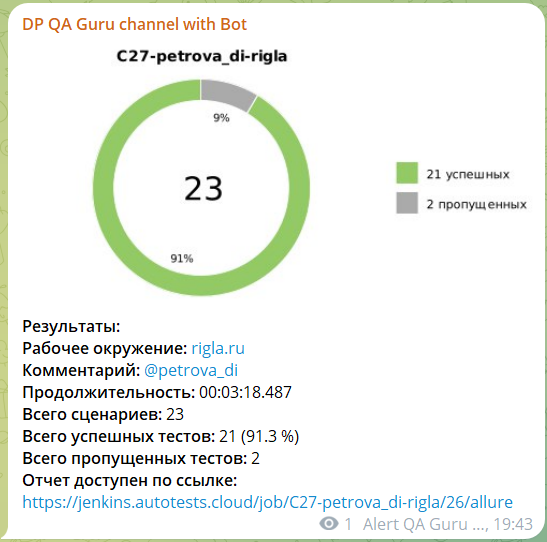 DP QA Guru channel with Bot
C27-petrova_di-rigla
9%
21 успешных
23
2 пропущенных
91%
Результаты:
Рабочее окружение: rigla.ru
Комментарий: @petrova_di
Продолжительность: 00:03:18.487
Всего сценариев: 23
Всего успешных тестов: 21 (91.3 %)
Всего пропущенных тестов: 2
Отчет доступен по ссылке:
https://jenkins.autotests.cloud/job/C27-petrova_di-rigla/26/allure
1 Alert QA Guru ..., 19:43